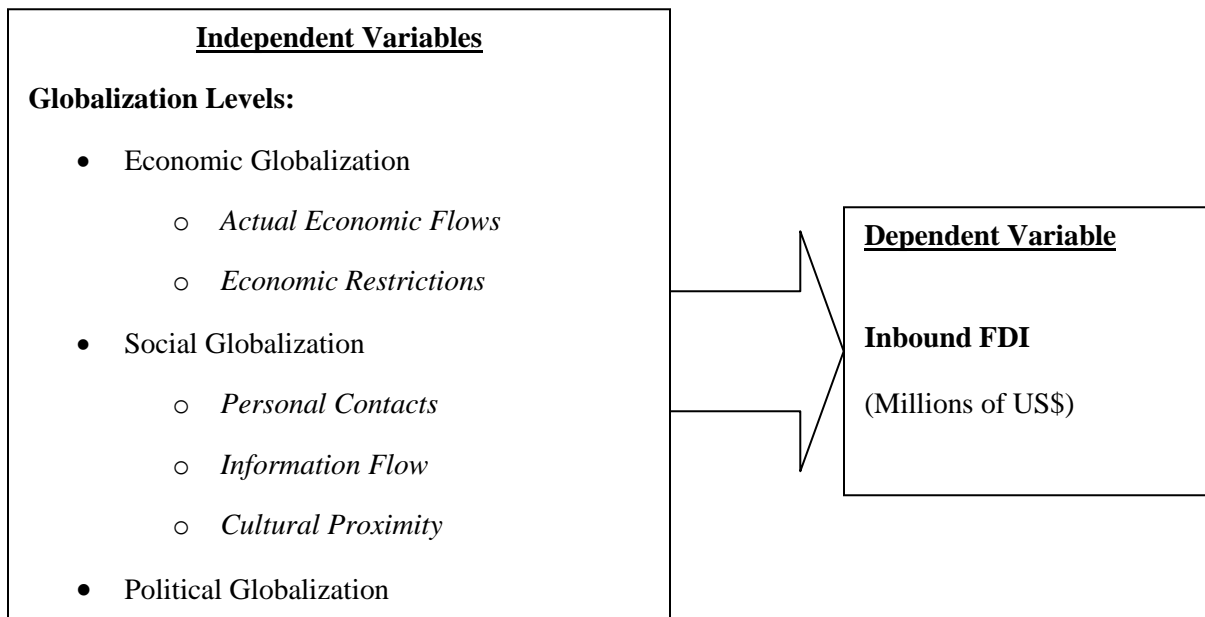 Independent Variables
Globalization Levels:
• Economic Globalization
o Actual Economic Flows
o Economic Restrictions
• Social Globalization
o Personal Contacts
o Information Flow
o Cultural Proximity
• Political Globalization
Dependent Variable
Inbound FDI
(Millions of US$)